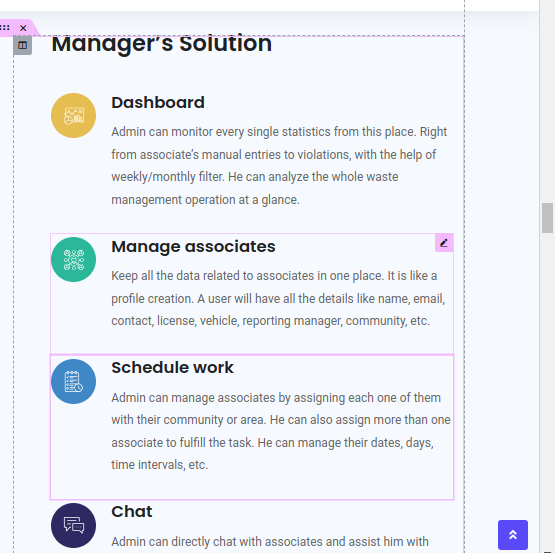 Manager's Solution
Dashboard
Admin can monitor every single statistics from this place. Right
from associate's manual entries to violations, with the help of
weekly/monthly filter. He can analyze the whole waste
management operation at a glance.
Manage associates
Keep all the data related to associates in one place. It is like a
profile creation. A user will have all the details like name, email,
contact, license, vehicle, reporting manager, community, etc.
Schedule work
Admin can manage associates by assigning each one of them
with their community or area. He can also assign more than one
associate to fulfill the task. He can manage their dates, days,
time intervals, etc.
Chat
Admin can directly chat with associates and assist him with